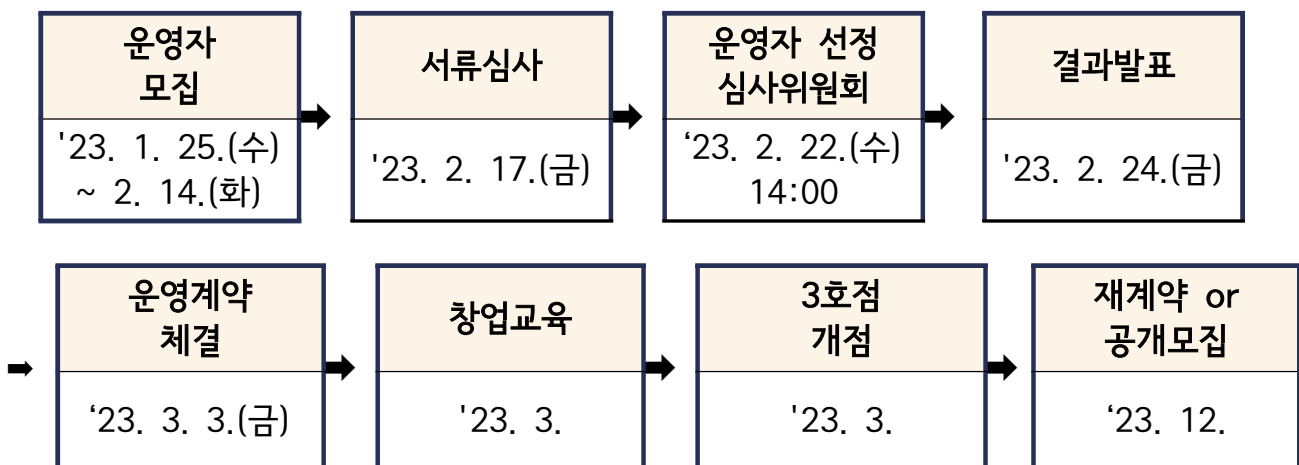 운영자
모집
'23. 1. 25.(수)
~ 2. 14.(화)
서류심사
'23. 2. 17.(금)
운영자 선정
심사위원회
‘23. 2. 22.(수)
14:00
결과발표
'23. 2. 24.(금)
운영계약
체결
‘23. 3. 3.(금)
창업교육
'23. 3.
3호점
개점
'23. 3.
재계약 or
공개모집
‘23. 12.